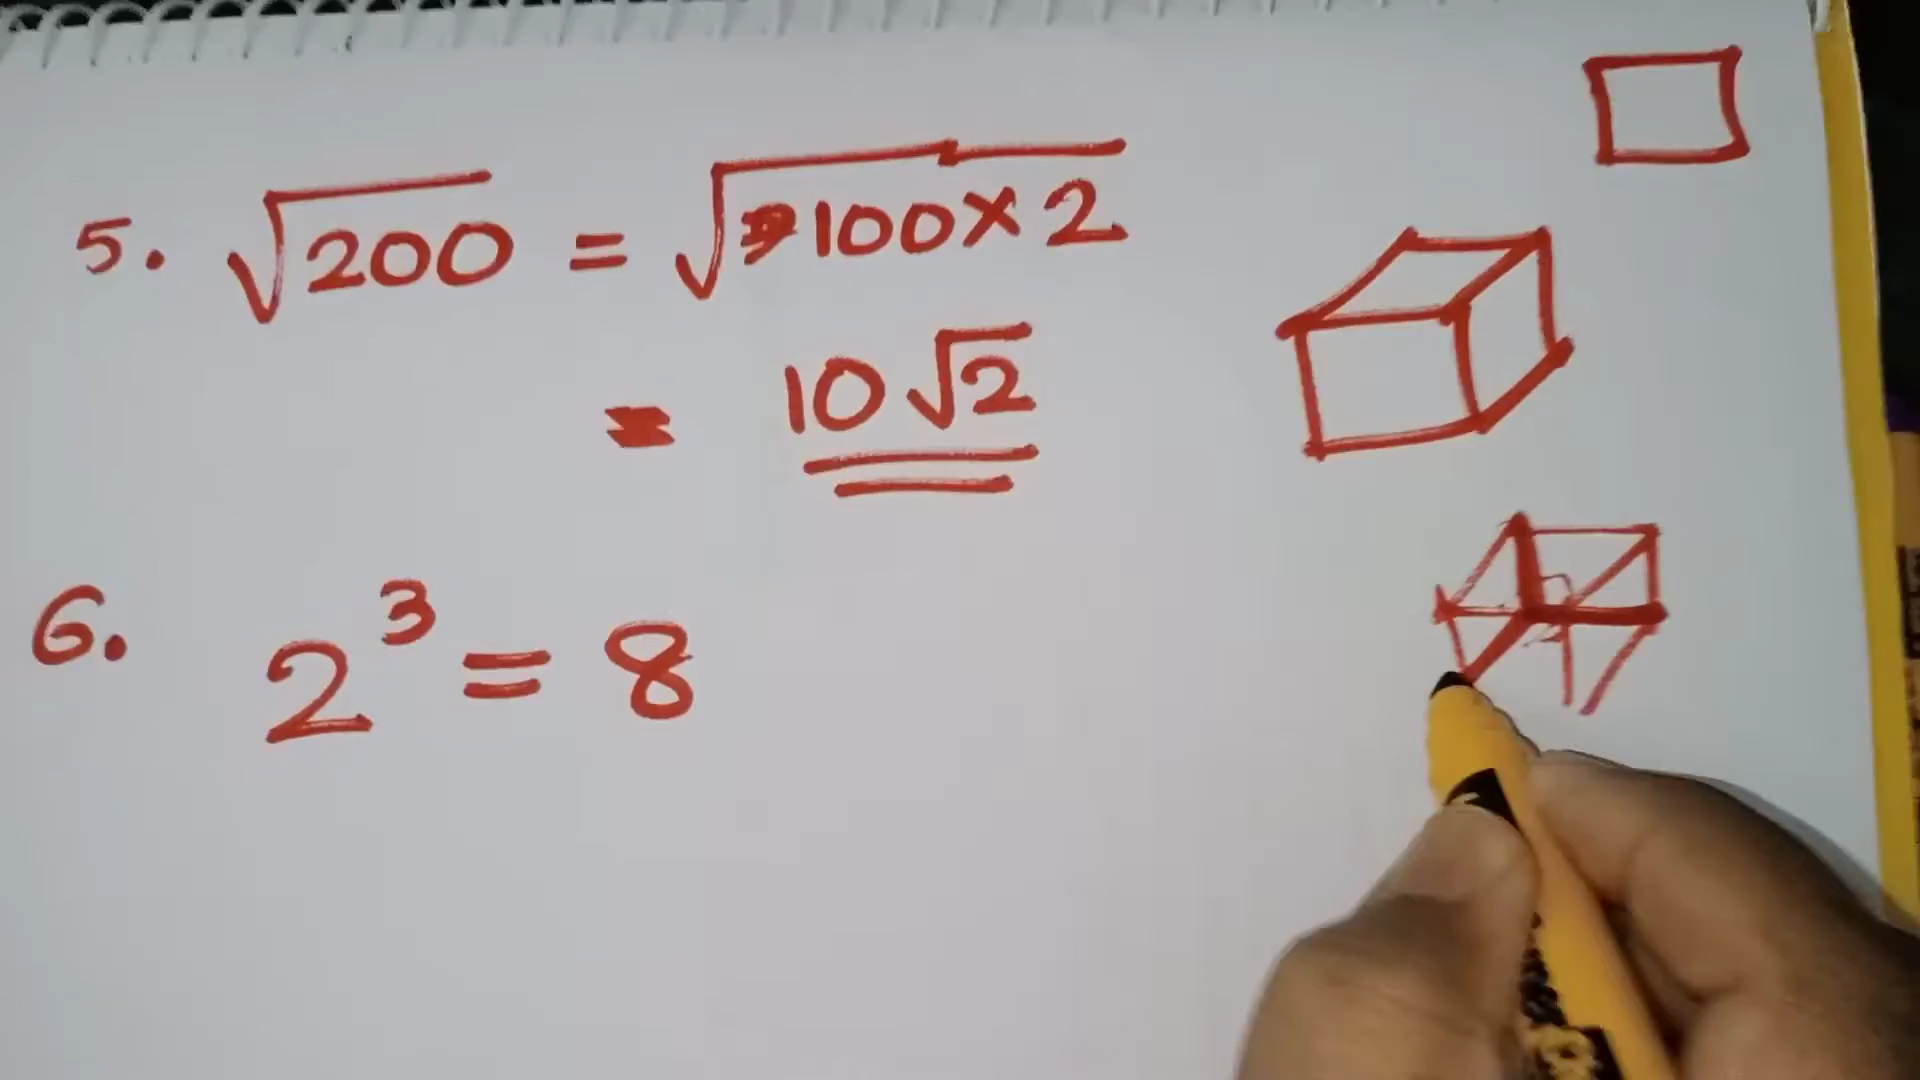 5. √200 = √100×2
= 10√2
6. 2³ = 8